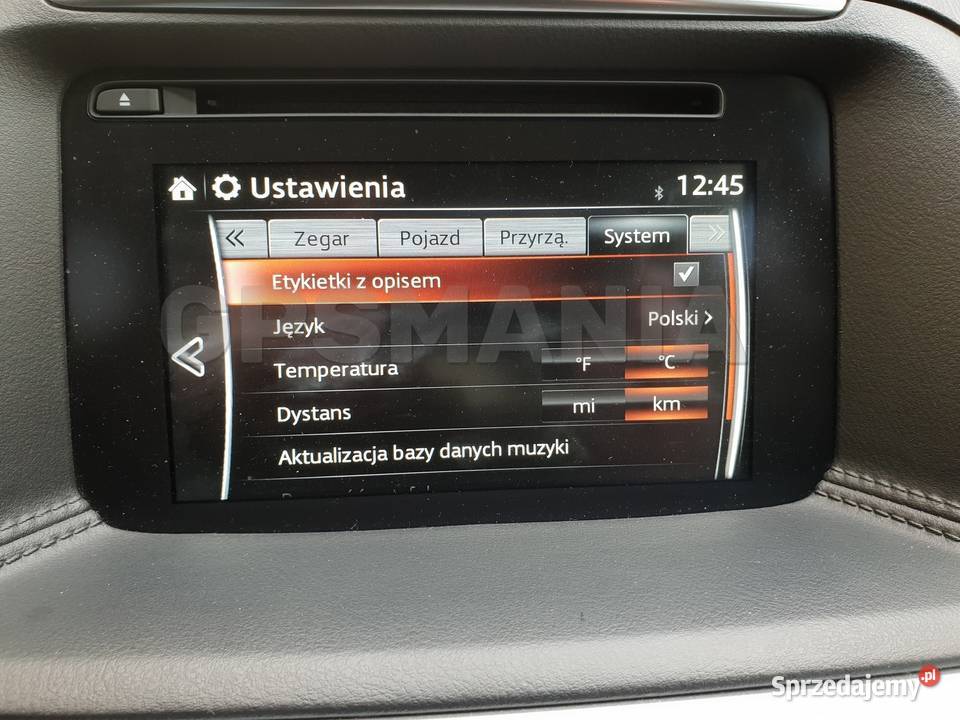 Ustawienia 12:45
« Zegar Pojazd Przyrzą. System »
Etykietki z opisem
Język Polski >
Temperatura °F °C
Dystans mi km
Aktualizacja bazy danych muzyki
GPSMANIA
Sprzedajemy.pl